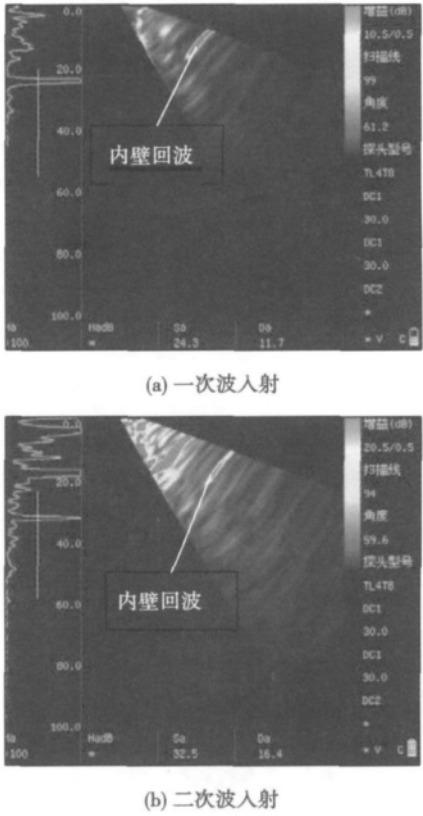 0.0
20.0
40.0
60.0
80.0
100.0
内壁回波
增益(dB)
10.5/0.5
扫描线
99
角度
61.2
探头型号
TL4T8
DC1
30.0
DC1
30.0
DC2
*
* V C
Ha HadB Sa Da
:100 * 24.3 11.7
(a) 一次波入射
0.0
20.0
40.0
60.0
80.0
100.0
内壁回波
增益(dB)
20.5/0.5
扫描线
94
角度
59.6
探头型号
TL4T8
DC1
30.0
DC1
30.0
DC2
*
* V C
Ha HadB Sa Da
:100 * 32.5 16.4
(b) 二次波入射